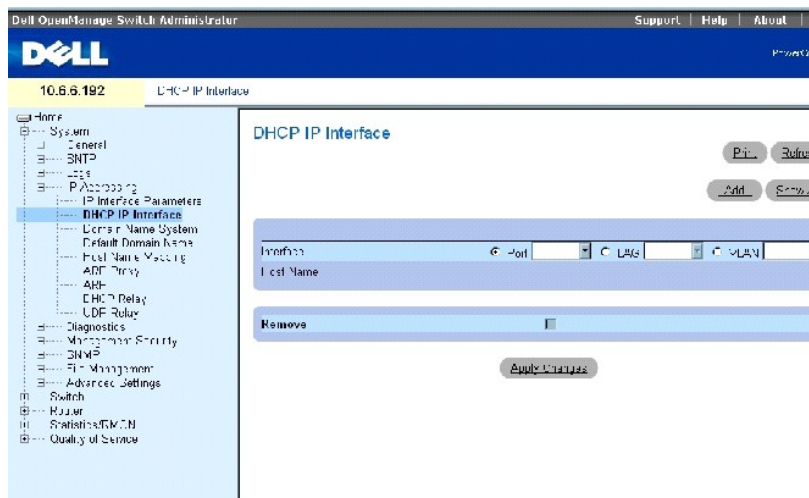 Dell OpenManage Switch Administrator
Support | Help | About |
DELL
10.6.6.192
DHCP IP Interface
Home
System
General
SNTP
Logs
IP Addressing
IP Interface Parameters
DHCP IP Interface
Domain Name System
Default Domain Name
Host Name Mapping
ARP Proxy
ARP
DHCP Relay
UDP Relay
Diagnostics
Management Security
SNMP
File Management
Advanced Settings
Switch
Router
Statistics/RMON
Quality of Service
DHCP IP Interface
Print
Add
Interface Port LAG VLAN
Host Name
Remove
Apply Changes